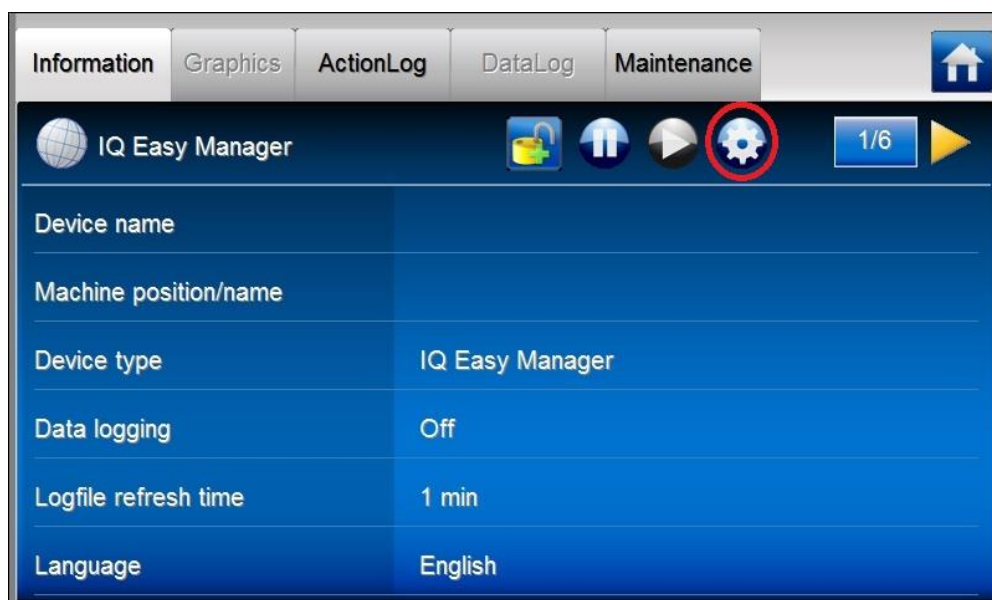 Information Graphics ActionLog DataLog Maintenance
IQ Easy Manager 1/6
Device name
Machine position/name
Device type IQ Easy Manager
Data logging Off
Logfile refresh time 1 min
Language English